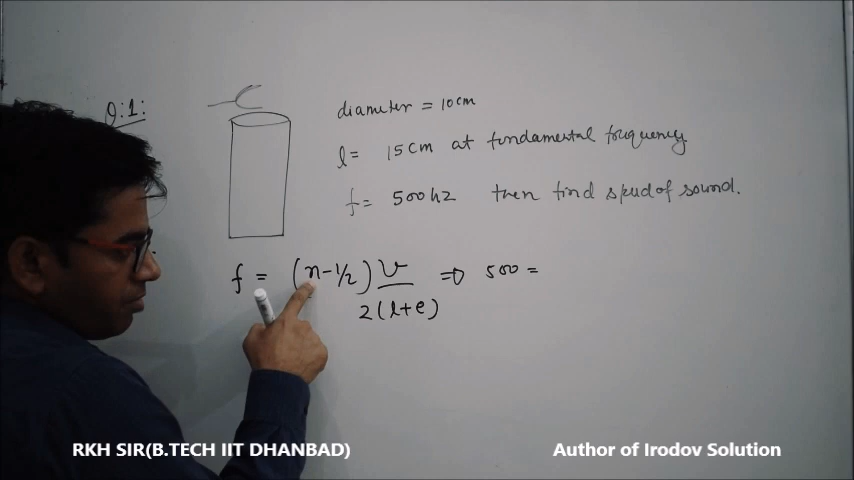 Q:1:
diameter = 10cm
l = 15cm at fundamental frequency
f = 500hz then find speed of sound.
f = (n-1/2) v / 2(l+e) ⇒ 500 =
RKH SIR(B.TECH IIT DHANBAD)
Author of Irodov Solution